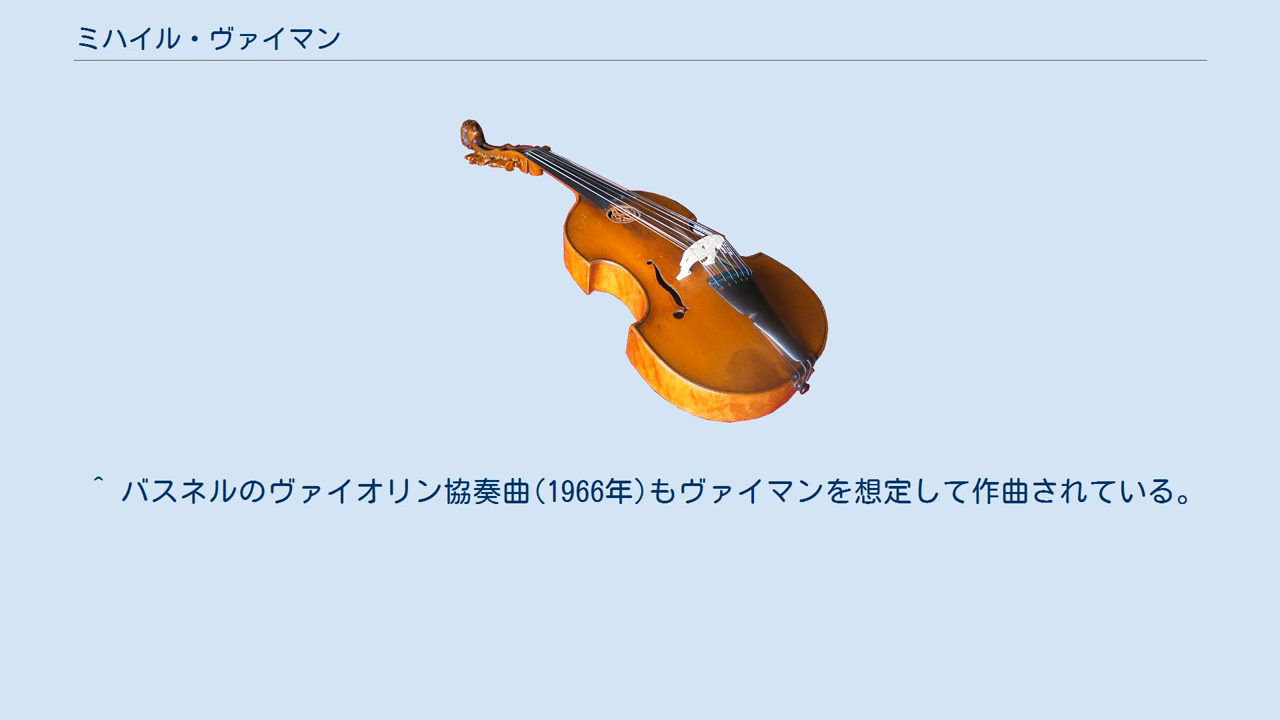 ミハイル・ヴァイマン
^ バスネルのヴァイオリン協奏曲(1966年)もヴァイマンを想定して作曲されている。